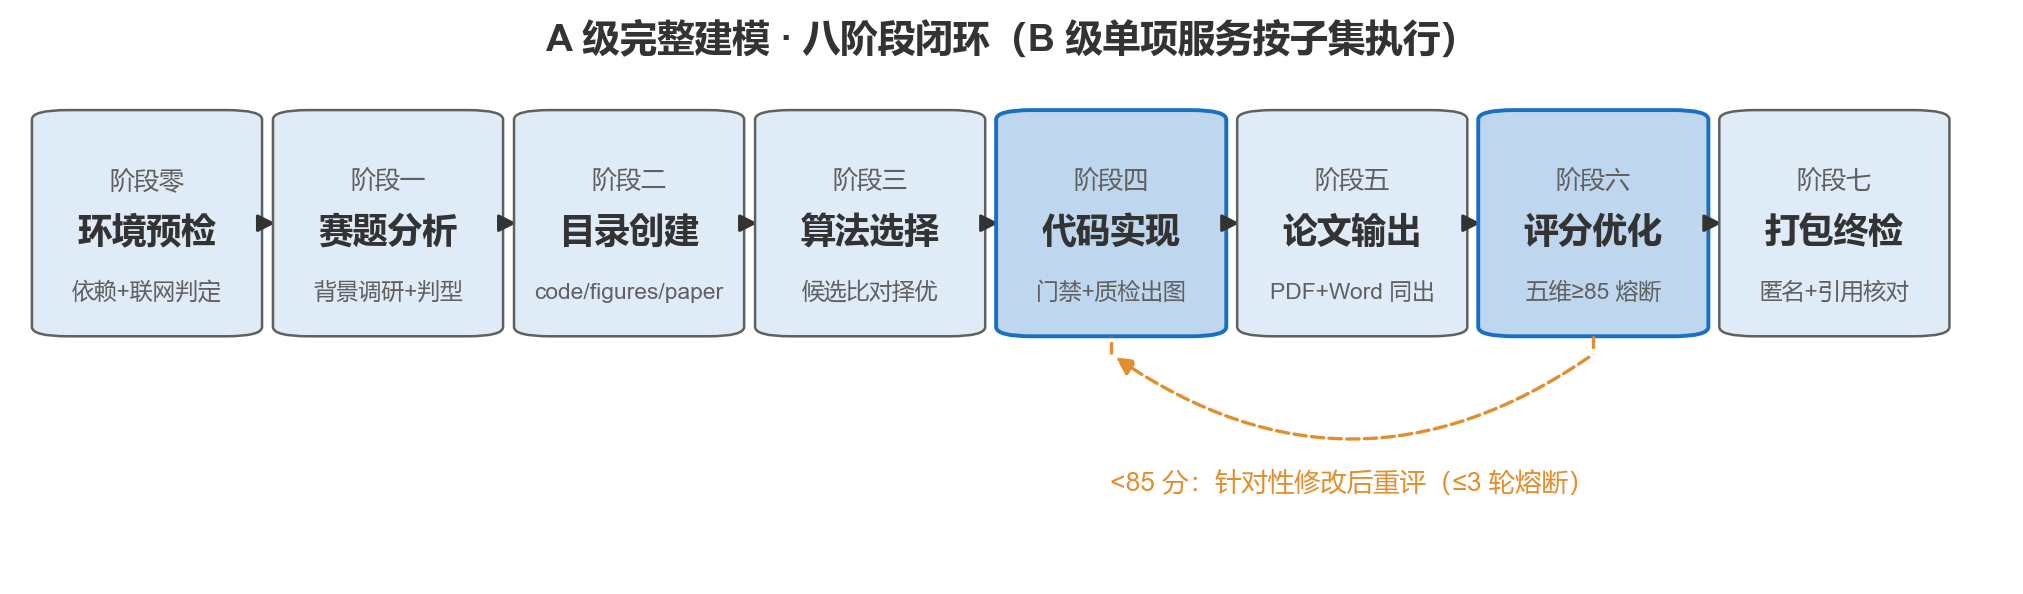 A 级完整建模 · 八阶段闭环（B 级单项服务按子集执行）
阶段零
环境预检
依赖+联网判定
阶段一
赛题分析
背景调研+判型
阶段二
目录创建
code/figures/paper
阶段三
算法选择
候选比对择优
阶段四
代码实现
门禁+质检出图
阶段五
论文输出
PDF+Word 同出
阶段六
评分优化
五维≥85 熔断
阶段七
打包终检
匿名+引用核对
<85 分：针对性修改后重评（≤3 轮熔断）